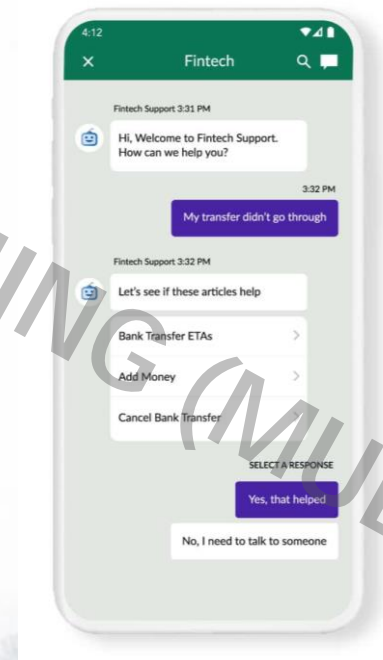 4:12
Fintech
Fintech Support 3:31 PM
Hi, Welcome to Fintech Support.
How can we help you?
3:32 PM
My transfer didn't go through
Fintech Support 3:32 PM
Let's see if these articles help
Bank Transfer ETAs
Add Money
Cancel Bank Transfer
SELECT A RESPONSE
Yes, that helped
No, I need to talk to someone